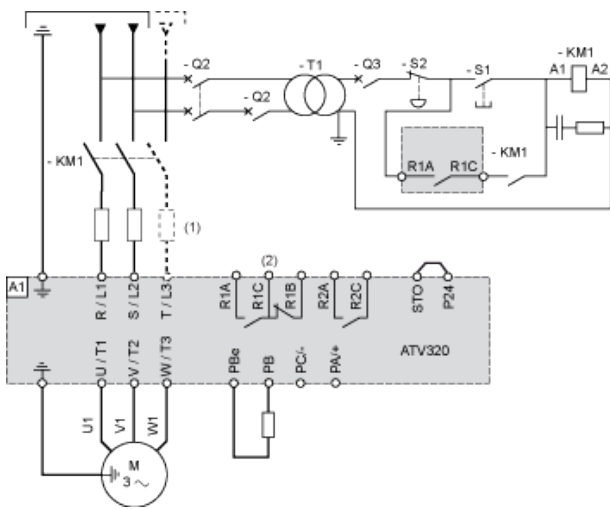 - Q2
- T1
- Q3
- S2
- S1
- KM1
A1
A2
- Q2
- KM1
R1A
R1C
- KM1
(1)
(2)
A1
R / L1
S / L2
T / L3
R1A
R1C
R1B
R2A
R2C
STO
P24
U / T1
V / T2
W / T3
PBe
PB
PC/-
PA/+
ATV320
U1
V1
W1
M
3 ~